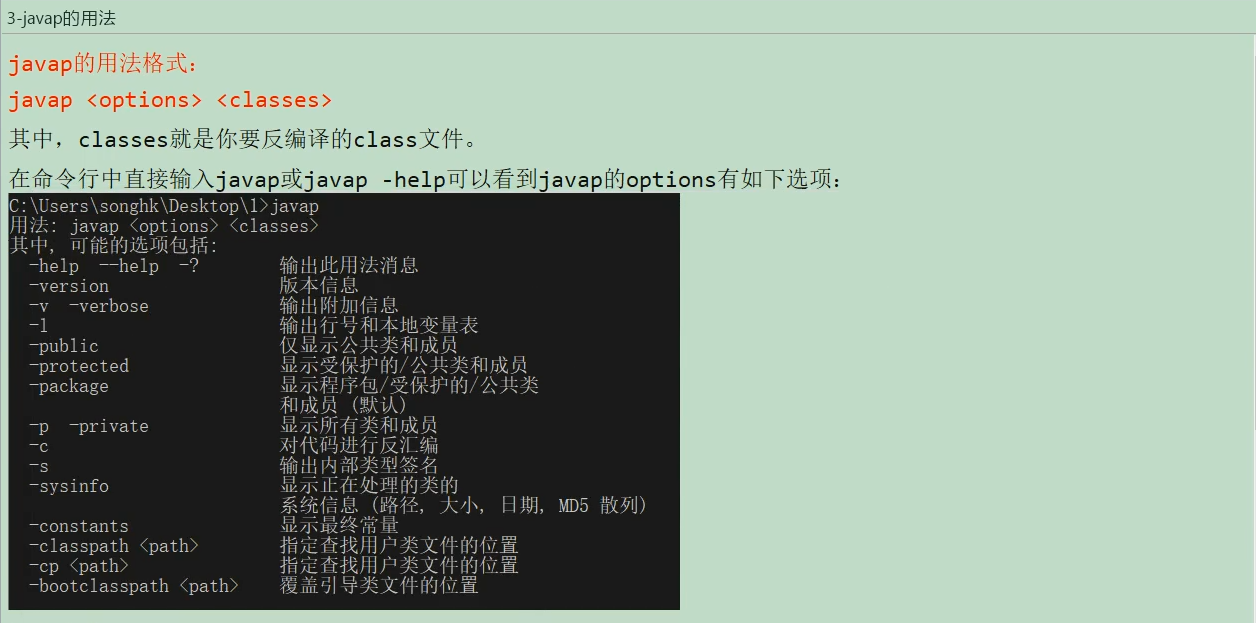 3-javap的用法
javap的用法格式：
javap <options> <classes>
其中，classes就是你要反编译的class文件。
在命令行中直接输入javap或javap -help可以看到javap的options有如下选项：
C:\Users\songhk\Desktop\1>javap
用法: javap <options> <classes>
其中, 可能的选项包括:
-help --help -? 输出此用法消息
-version 版本信息
-v -verbose 输出附加信息
-l 输出行号和本地变量表
-public 仅显示公共类和成员
-protected 显示受保护的/公共类和成员
-package 显示程序包/受保护的/公共类
和成员 (默认)
-p -private 显示所有类和成员
-c 对代码进行反汇编
-s 输出内部类型签名
-sysinfo 显示正在处理的类的
系统信息 (路径, 大小, 日期, MD5 散列)
-constants 显示最终常量
-classpath <path> 指定查找用户类文件的位置
-cp <path> 指定查找用户类文件的位置
-bootclasspath <path> 覆盖引导类文件的位置